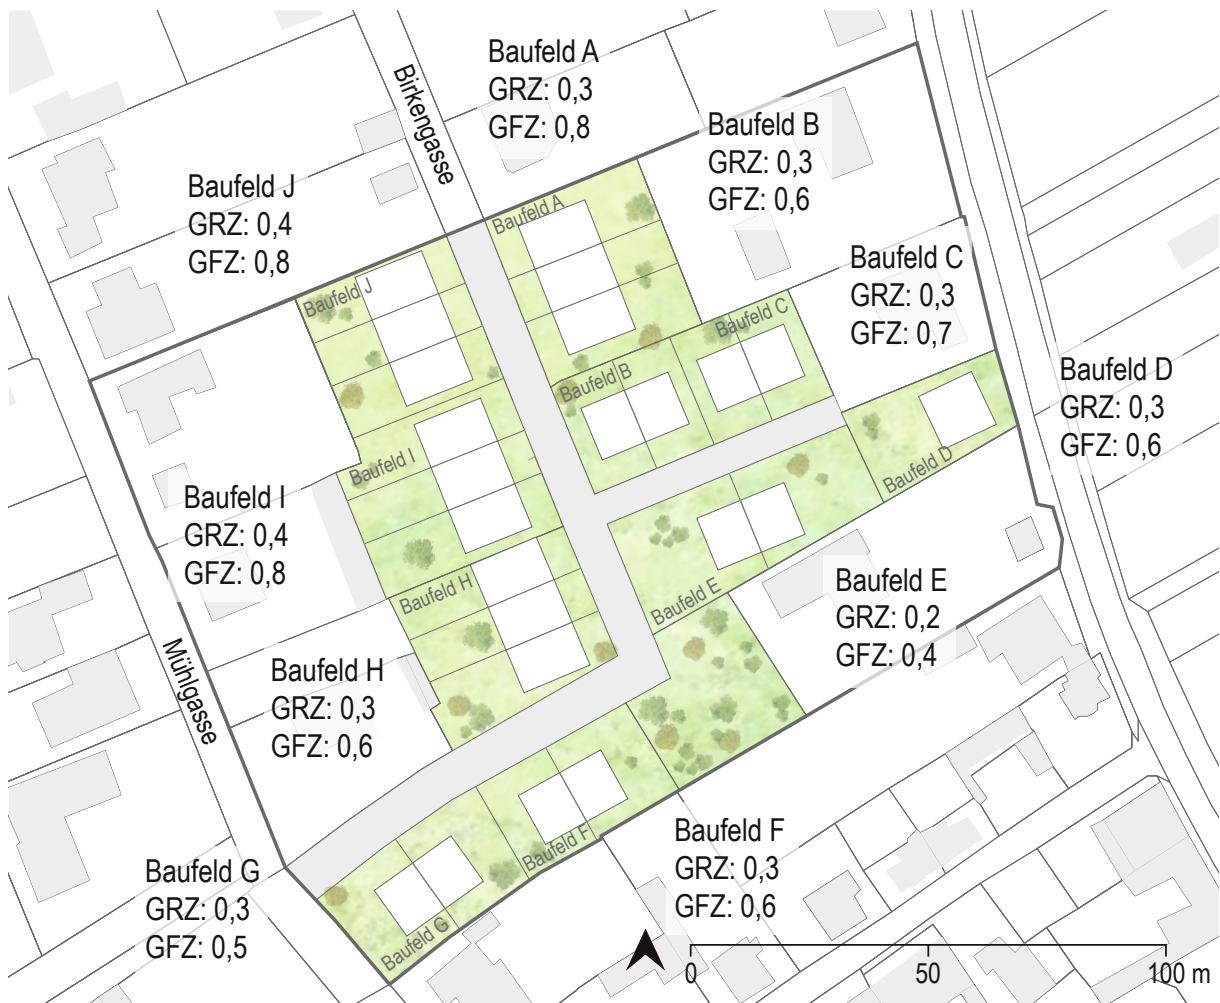 Baufeld A
GRZ: 0,3
GFZ: 0,8
Birkengasse
Baufeld B
GRZ: 0,3
GFZ: 0,6
Baufeld J
GRZ: 0,4
GFZ: 0,8
Baufeld A
Baufeld C
GRZ: 0,3
GFZ: 0,7
Baufeld J
Baufeld C
Baufeld B
Baufeld D
GRZ: 0,3
GFZ: 0,6
Baufeld I
Baufeld D
Baufeld I
GRZ: 0,4
GFZ: 0,8
Baufeld H
Baufeld E
Baufeld E
GRZ: 0,2
GFZ: 0,4
Mühlgasse
Baufeld H
GRZ: 0,3
GFZ: 0,6
Baufeld F
Baufeld F
GRZ: 0,3
GFZ: 0,6
Baufeld G
GRZ: 0,3
GFZ: 0,5
Baufeld G
0 50 100 m